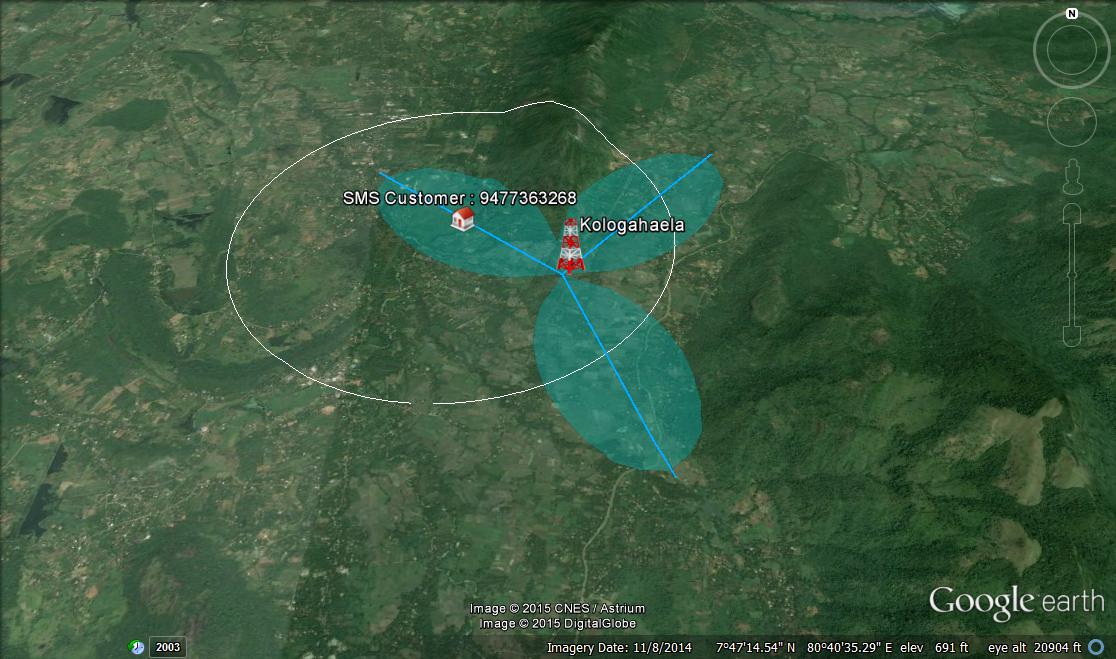 N
SMS Customer : 9477363268
Kologahaela
Google earth
Image © 2015 CNES / Astrium
Image © 2015 DigitalGlobe
2003
Imagery Date: 11/8/2014 7°47'14.54" N 80°40'35.29" E elev 691 ft eye alt 20904 ft